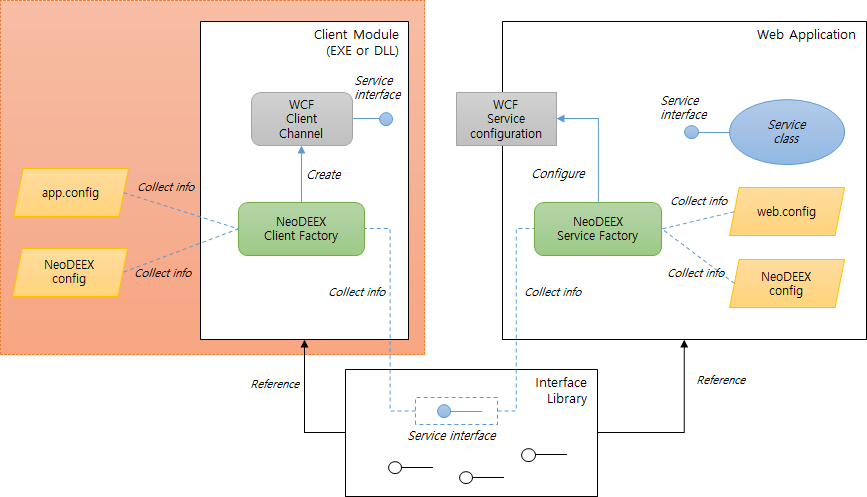 Client Module
(EXE or DLL)
Service
interface
WCF
Client
Channel
Create
app.config
Collect info
NeoDEEX
Client Factory
NeoDEEX
config
Collect info
Collect info
Web Application
WCF
Service
configuration
Service
interface
Service
class
Configure
Collect info
web.config
NeoDEEX
Service Factory
Collect info
NeoDEEX
config
Collect info
Reference
Interface
Library
Reference
Service interface